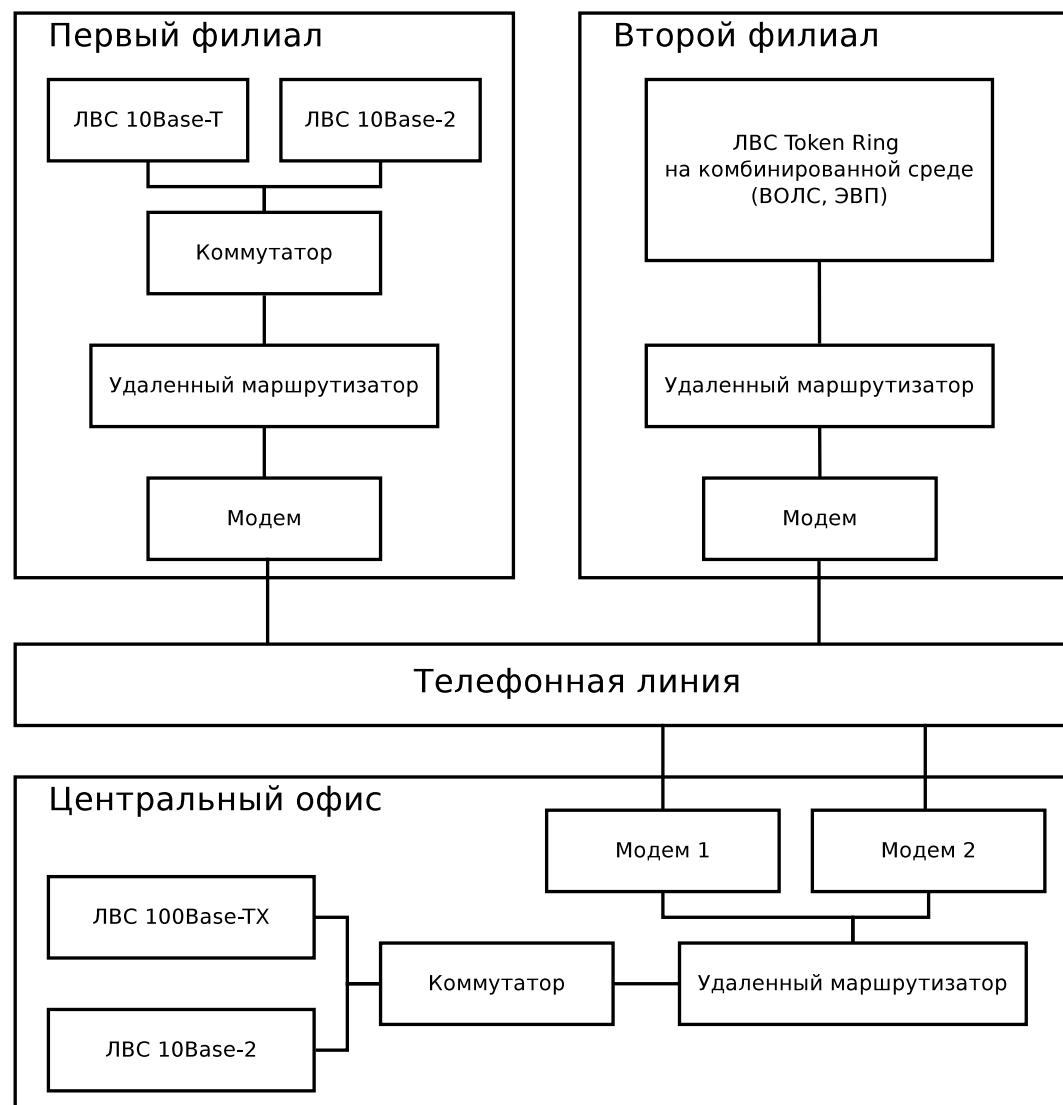 Первый филиал
ЛВС 10Base-T
ЛВС 10Base-2
Коммутатор
Удаленный маршрутизатор
Модем
Второй филиал
ЛВС Token Ring
на комбинированной среде
(ВОЛС, ЭВП)
Удаленный маршрутизатор
Модем
Телефонная линия
Центральный офис
Модем 1
Модем 2
ЛВС 100Base-TX
Коммутатор
Удаленный маршрутизатор
ЛВС 10Base-2